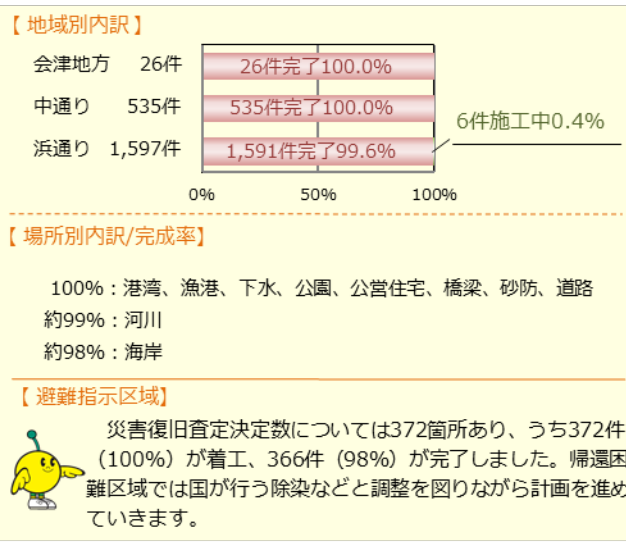 【 地域別内訳 】
会津地方 26件 26件完了100.0%
中通り 535件 535件完了100.0%
6件施工中0.4%
浜通り 1,597件 1,591件完了99.6%
0% 50% 100%
【 場所別内訳/完成率】
100%：港湾、漁港、下水、公園、公営住宅、橋梁、砂防、道路
約99%：河川
約98%：海岸
【 避難指示区域】
災害復旧査定決定数については372箇所あり、うち372件
（100%）が着工、366件（98%）が完了しました。帰還困
難区域では国が行う除染などと調整を図りながら計画を進め
ていきます。